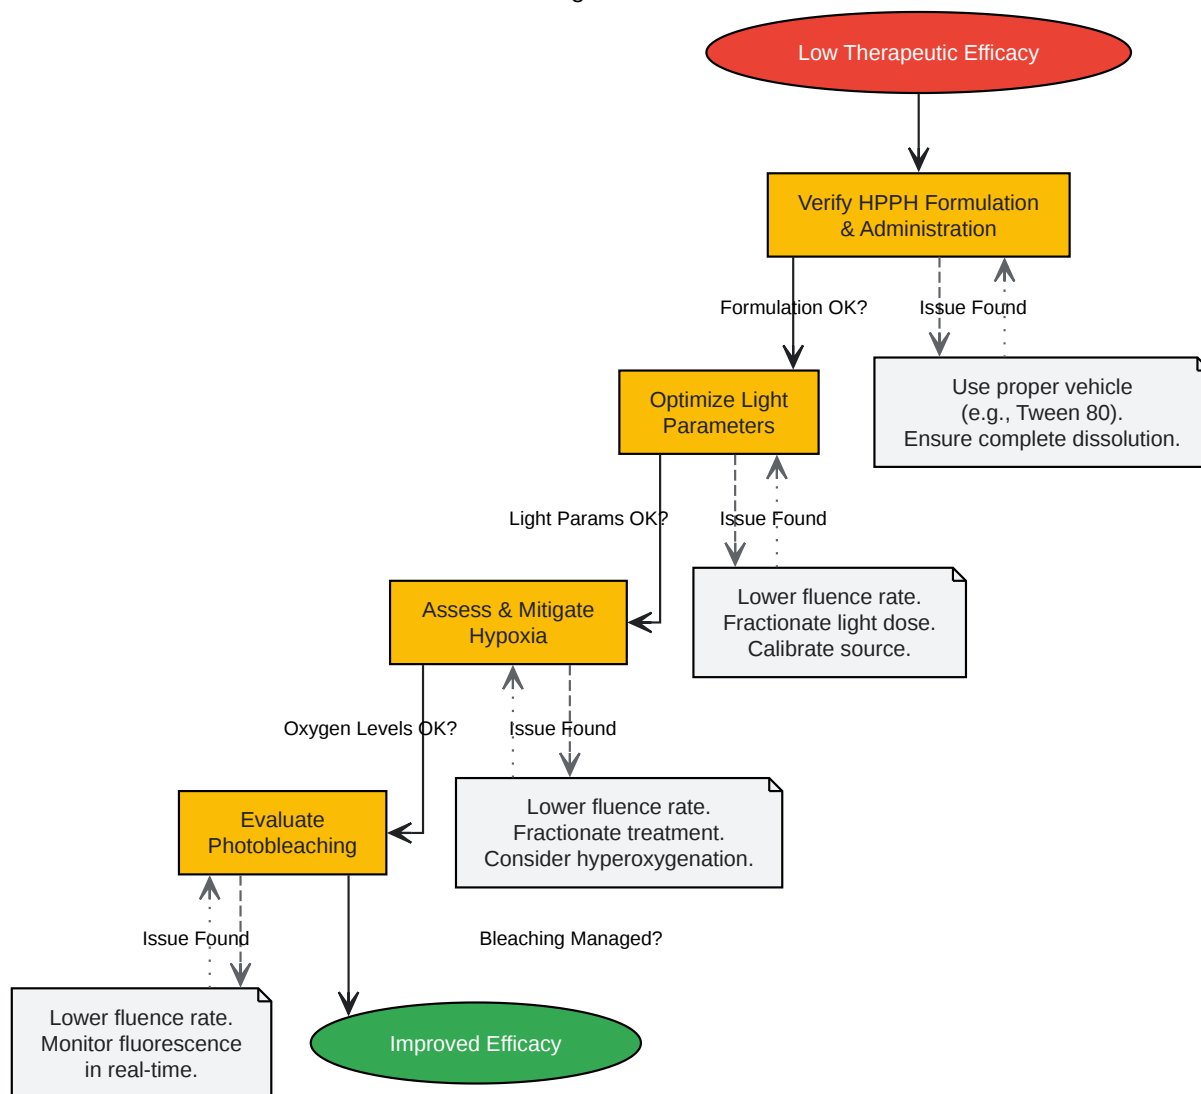 Low Therapeutic Efficacy
Verify HPPH Formulation
& Administration
Formulation OK?
Issue Found
Use proper vehicle
(e.g., Tween 80).
Ensure complete dissolution.
Optimize Light
Parameters
Light Params OK?
Issue Found
Lower fluence rate.
Fractionate light dose.
Calibrate source.
Assess & Mitigate
Hypoxia
Oxygen Levels OK?
Issue Found
Lower fluence rate.
Fractionate treatment.
Consider hyperoxygenation.
Evaluate
Photobleaching
Issue Found
Bleaching Managed?
Lower fluence rate.
Monitor fluorescence
in real-time.
Improved Efficacy